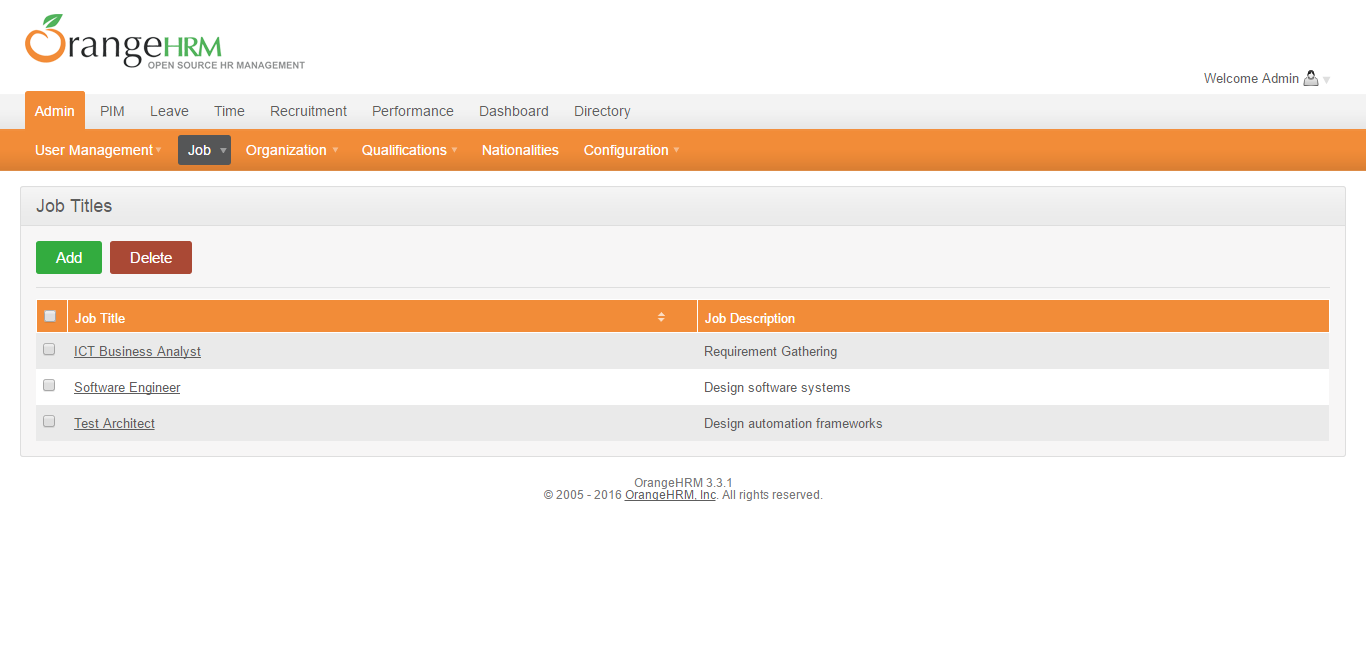 OrangeHRM
OPEN SOURCE HR MANAGEMENT
Welcome Admin
Admin PIM Leave Time Recruitment Performance Dashboard Directory
User Management Job Organization Qualifications Nationalities Configuration
Job Titles
Add Delete
Job Title Job Description
ICT Business Analyst Requirement Gathering
Software Engineer Design software systems
Test Architect Design automation frameworks
OrangeHRM 3.3.1
© 2005 - 2016 OrangeHRM, Inc. All rights reserved.